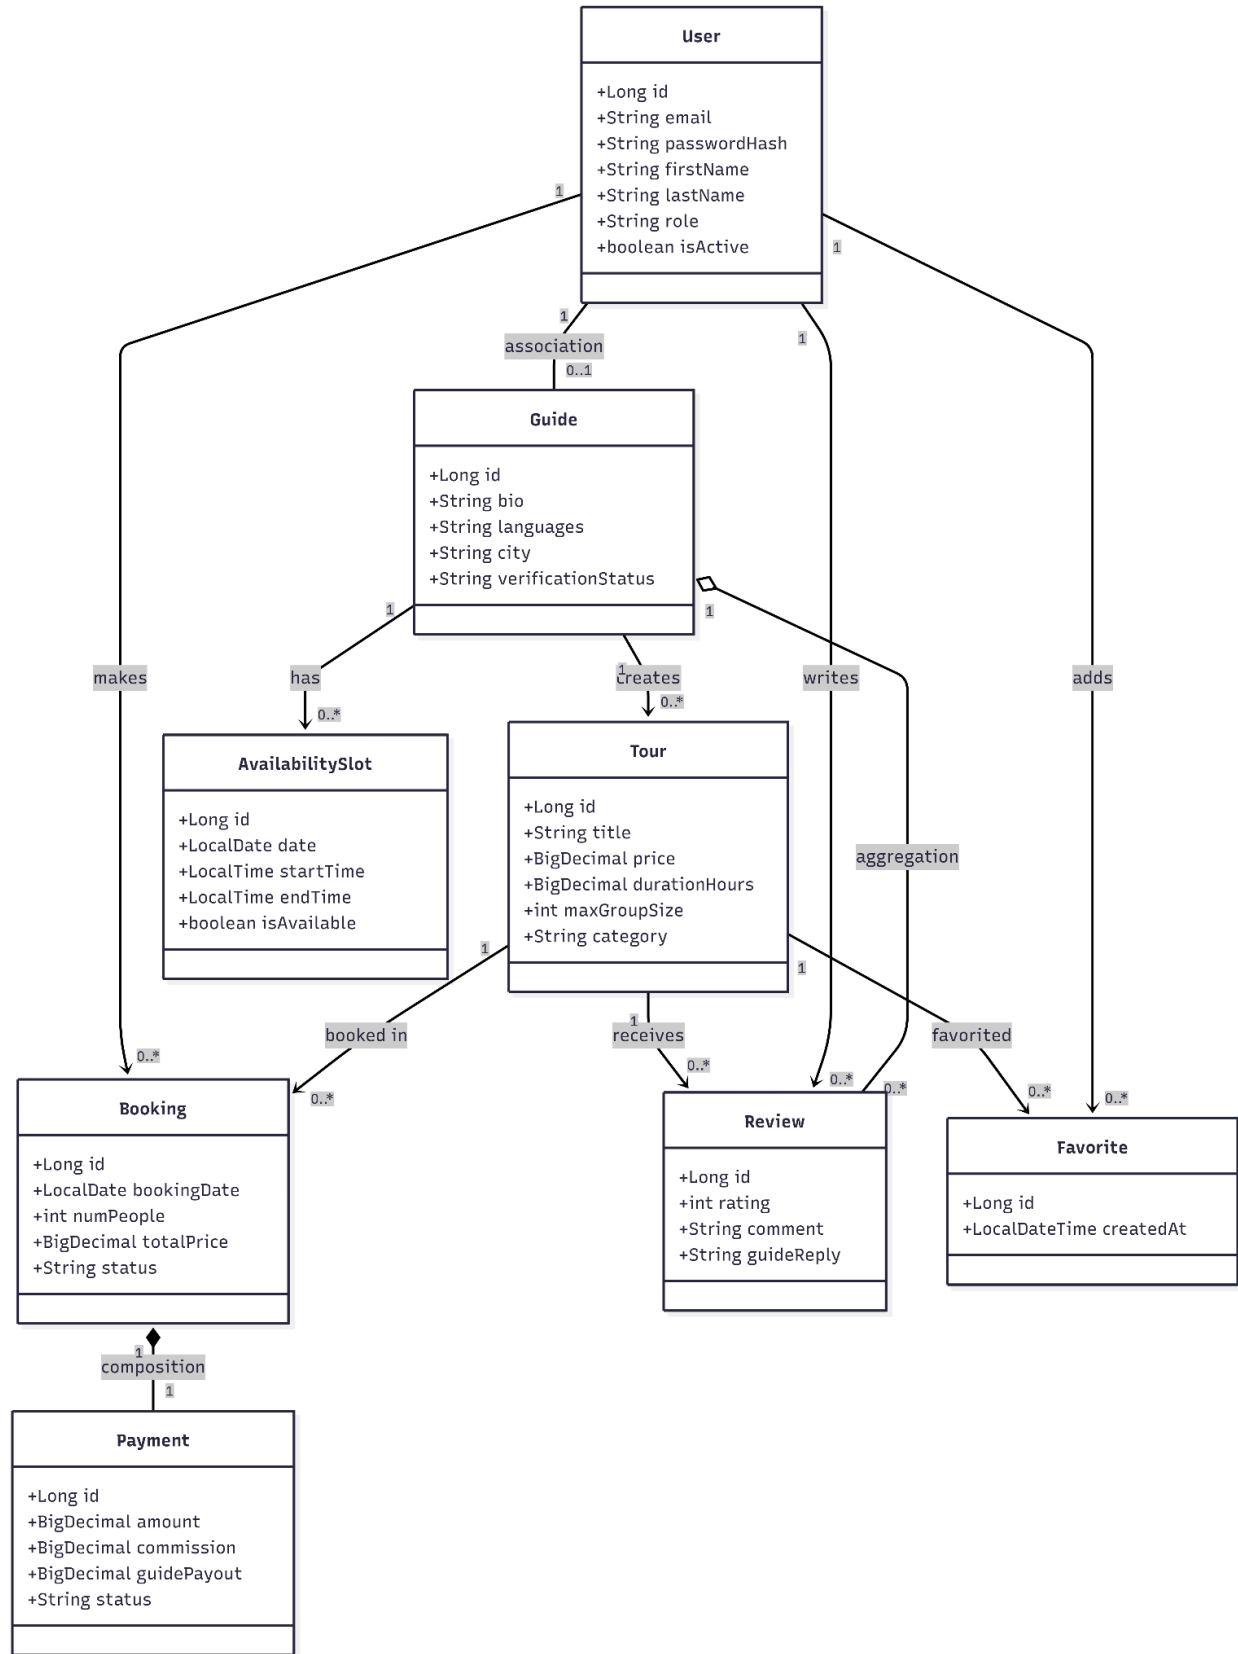 User
+Long id
+String email
+String passwordHash
+String firstName
+String lastName
+String role
+boolean isActive
1
1
1
association
1
0..1
Guide
+Long id
+String bio
+String languages
+String city
+String verificationStatus
1
1
makes
has
1
creates
writes
adds
0..*
0..*
AvailabilitySlot
+Long id
+LocalDate date
+LocalTime startTime
+LocalTime endTime
+boolean isAvailable
Tour
+Long id
+String title
+BigDecimal price
+BigDecimal durationHours
+int maxGroupSize
+String category
aggregation
1
1
booked in
1
receives
favorited
0..*
0..*
0..*
0..*
0..*
0..*
0..*
Booking
+Long id
+LocalDate bookingDate
+int numPeople
+BigDecimal totalPrice
+String status
Review
+Long id
+int rating
+String comment
+String guideReply
Favorite
+Long id
+LocalDateTime createdAt
1
composition
1
Payment
+Long id
+BigDecimal amount
+BigDecimal commission
+BigDecimal guidePayout
+String status